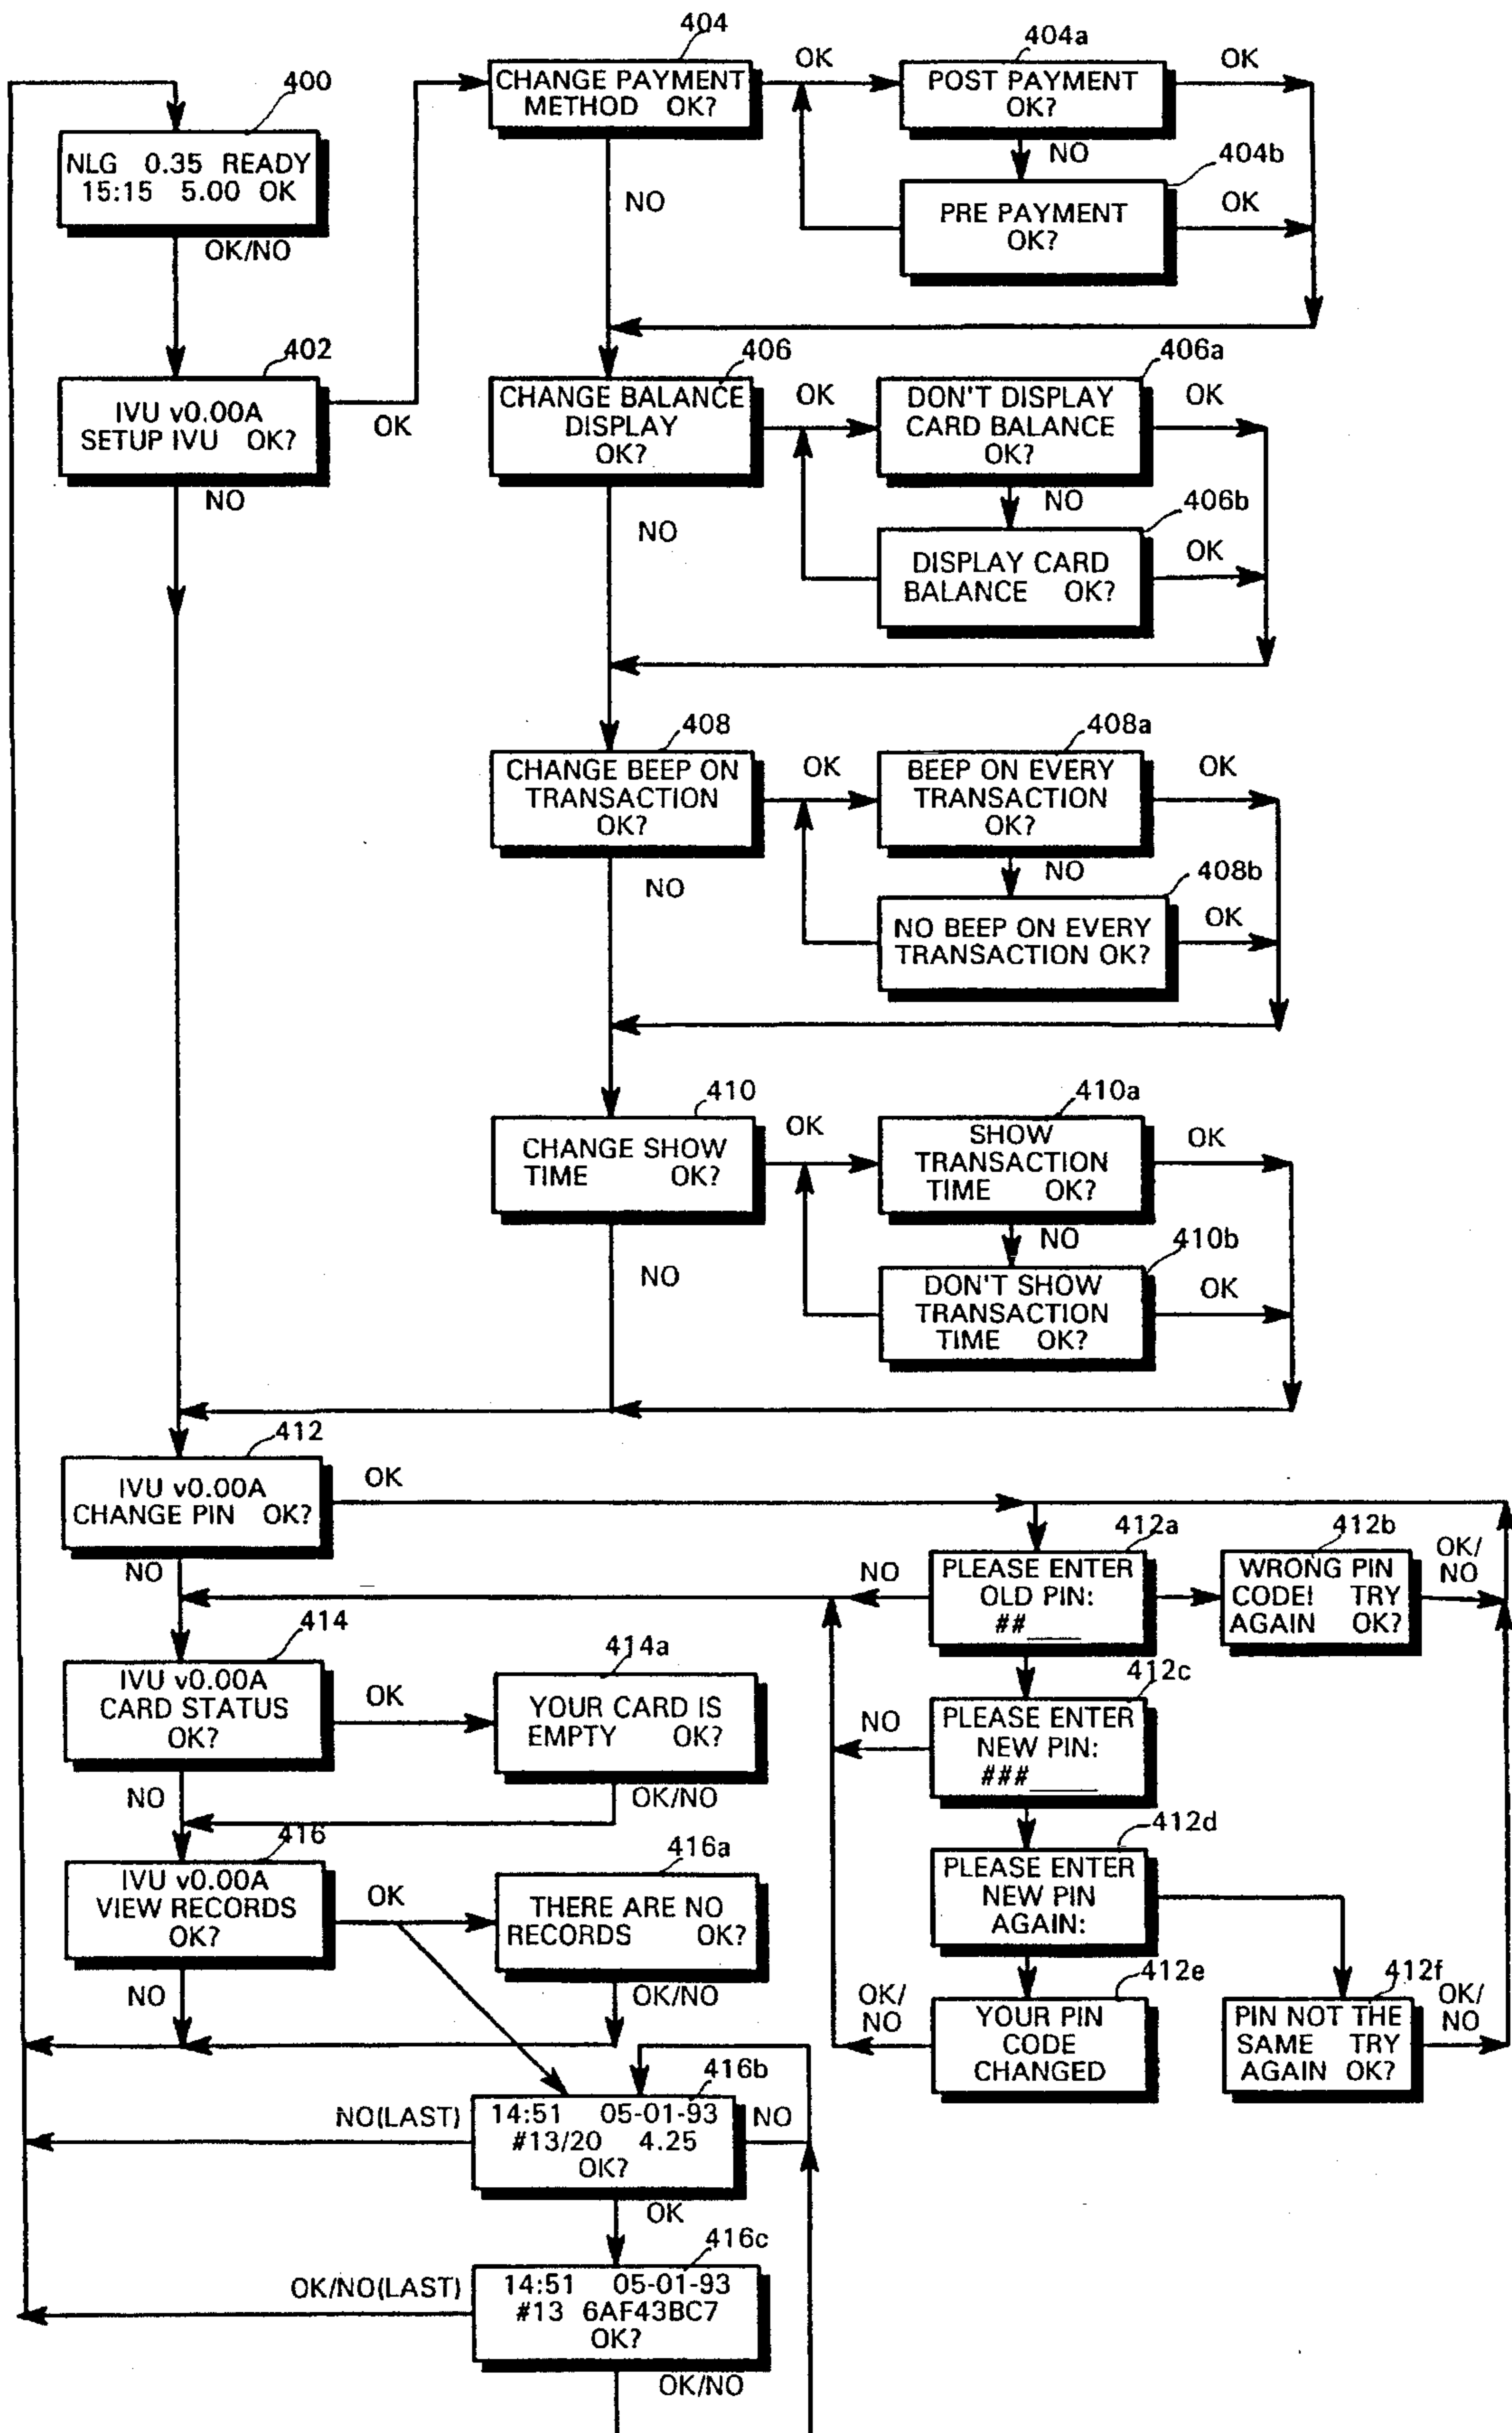 400
NLG 0.35 READY
15:15 5.00 OK
OK/NO
402
IVU v0.00A
SETUP IVU OK?
OK
NO
404
CHANGE PAYMENT
METHOD OK?
OK
NO
404a
POST PAYMENT
OK?
OK
NO
404b
PRE PAYMENT
OK?
OK
406
CHANGE BALANCE
DISPLAY
OK?
OK
NO
406a
DON'T DISPLAY
CARD BALANCE
OK?
OK
NO
406b
DISPLAY CARD
BALANCE OK?
OK
408
CHANGE BEEP ON
TRANSACTION
OK?
OK
NO
408a
BEEP ON EVERY
TRANSACTION
OK?
OK
NO
408b
NO BEEP ON EVERY
TRANSACTION OK?
OK
410
CHANGE SHOW
TIME OK?
OK
NO
410a
SHOW
TRANSACTION
TIME OK?
OK
NO
410b
DON'T SHOW
TRANSACTION
TIME OK?
OK
412
IVU v0.00A
CHANGE PIN OK?
OK
NO
412a
PLEASE ENTER
OLD PIN:
##____
NO
412b
WRONG PIN
CODE! TRY
AGAIN OK?
OK/
NO
412c
PLEASE ENTER
NEW PIN:
###_____
NO
412d
PLEASE ENTER
NEW PIN
AGAIN:
412e
YOUR PIN
CODE
CHANGED
OK/
NO
412f
PIN NOT THE
SAME TRY
AGAIN OK?
OK/
NO
414
IVU v0.00A
CARD STATUS
OK?
OK
NO
414a
YOUR CARD IS
EMPTY OK?
OK/NO
416
IVU v0.00A
VIEW RECORDS
OK?
OK
NO
416a
THERE ARE NO
RECORDS OK?
OK/NO
416b
14:51 05-01-93
#13/20 4.25
OK?
NO(LAST)
NO
OK
416c
14:51 05-01-93
#13 6AF43BC7
OK?
OK/NO(LAST)
OK/NO